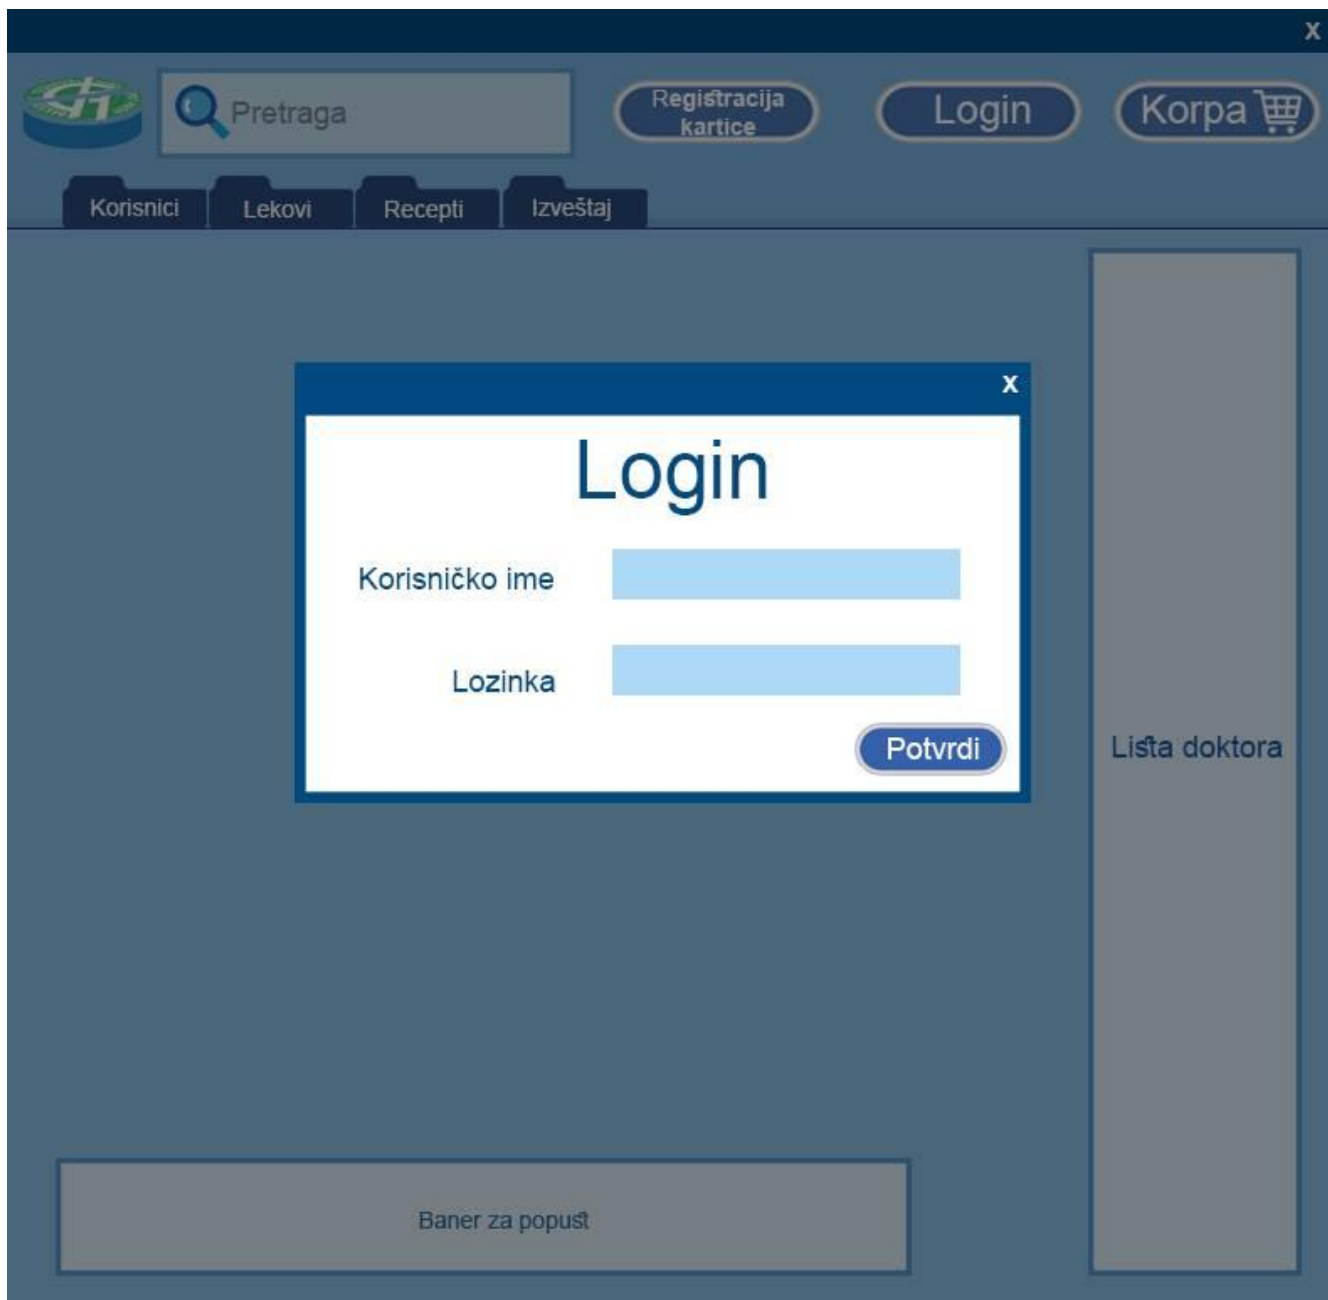 x
Pretraga
Registracija
kartice
Login
Korpa
Korisnici
Lekovi
Recepti
Izveštaj
x
Login
Korisničko ime
Lozinka
Potvrdi
Lista doktora
Baner za popust